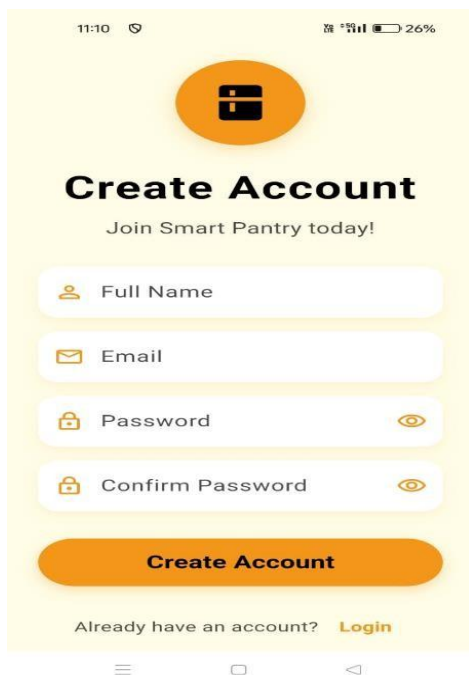 11:10 26%
Create Account
Join Smart Pantry today!
Full Name
Email
Password
Confirm Password
Create Account
Already have an account? Login